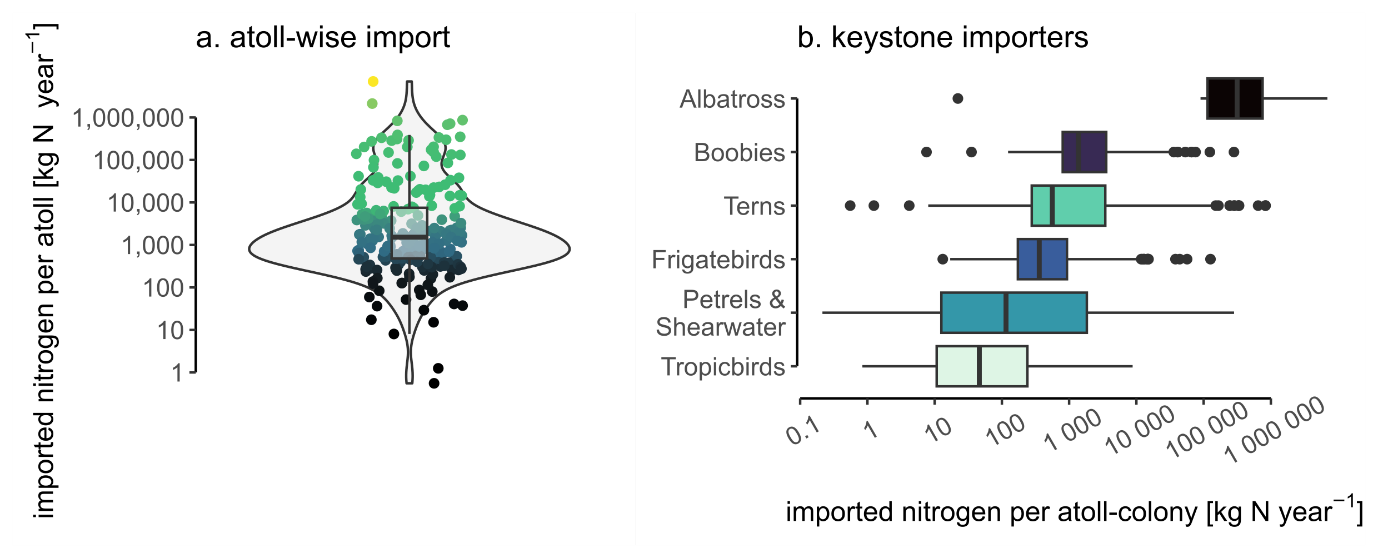 a. atoll-wise import
imported nitrogen per atoll [kg N year⁻¹]
1,000,000
100,000
10,000
1,000
100
10
1
b. keystone importers
Albatross
Boobies
Terns
Frigatebirds
Petrels &
Shearwater
Tropicbirds
0.1
1
10
100
1 000
10 000
100 000
1 000 000
imported nitrogen per atoll-colony [kg N year⁻¹]